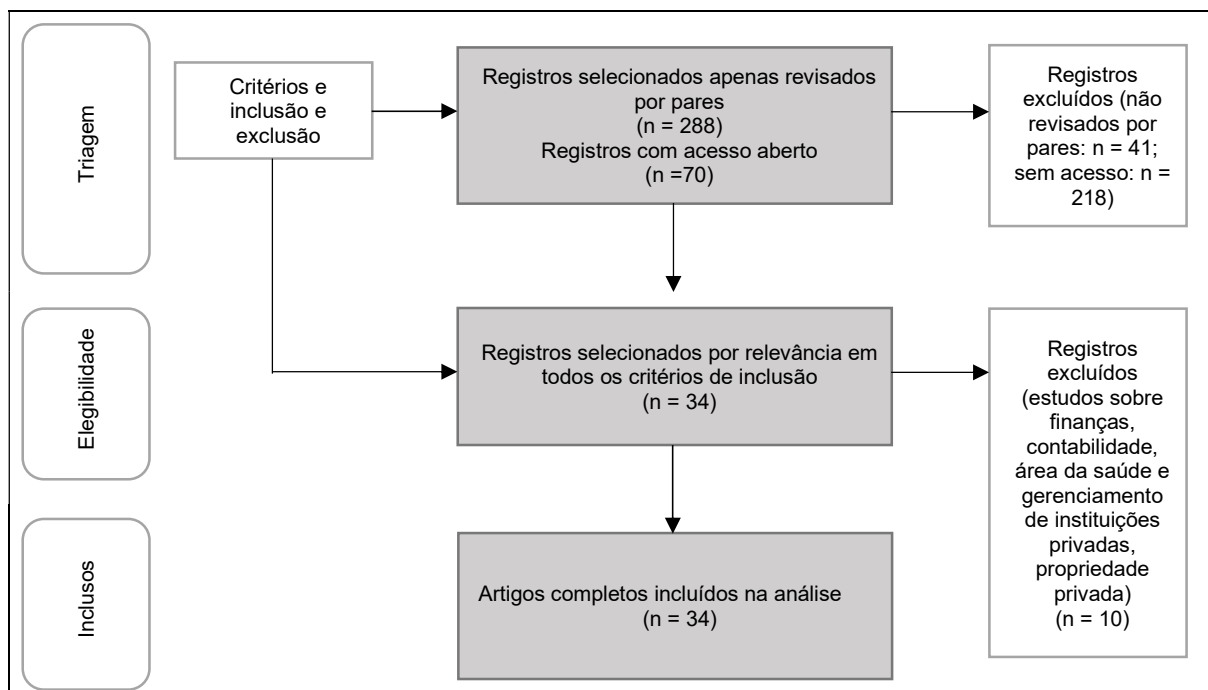 Triagem
Critérios e
inclusão e
exclusão
Registros selecionados apenas revisados
por pares
(n = 288)
Registros com acesso aberto
(n =70)
Registros
excluídos (não
revisados por
pares: n = 41;
sem acesso: n =
218)
Elegibilidade
Registros selecionados por relevância em
todos os critérios de inclusão
(n = 34)
Registros
excluídos
(estudos sobre
finanças,
contabilidade,
área da saúde e
gerenciamento
de instituições
privadas,
propriedade
privada)
(n = 10)
Inclusos
Artigos completos incluídos na análise
(n = 34)